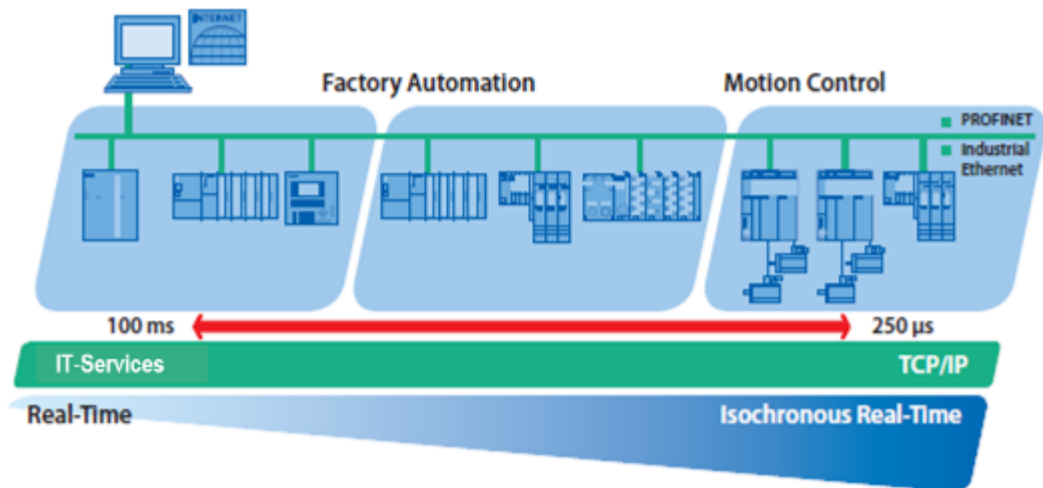 INTERNET
Factory Automation
Motion Control
PROFINET
Industrial
Ethernet
100 ms
250 µs
IT-Services
TCP/IP
Real-Time
Isochronous Real-Time